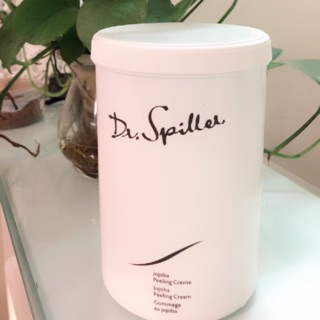 Dr. Spiller
Jojoba
Peeling Creme
Jojoba
Peeling Cream
Gommage
au jojoba